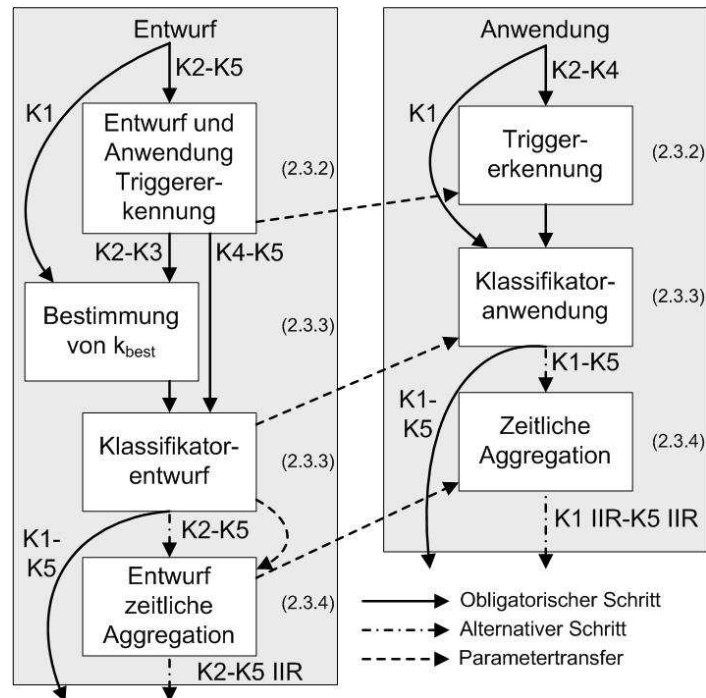 Entwurf
K2-K5
K1
Entwurf und
Anwendung
Triggerer-
kennung
(2.3.2)
K2-K3
K4-K5
Bestimmung
von kbest
(2.3.3)
Klassifikator-
entwurf
(2.3.3)
K1-
K5
K2-K5
Entwurf
zeitliche
Aggregation
(2.3.4)
K2-K5 IIR
Anwendung
K2-K4
K1
Trigger-
erkennung
(2.3.2)
Klassifikator-
anwendung
(2.3.3)
K1-K5
K1-
K5
Zeitliche
Aggregation
(2.3.4)
K1 IIR-K5 IIR
Obligatorischer Schritt
Alternativer Schritt
Parametertransfer